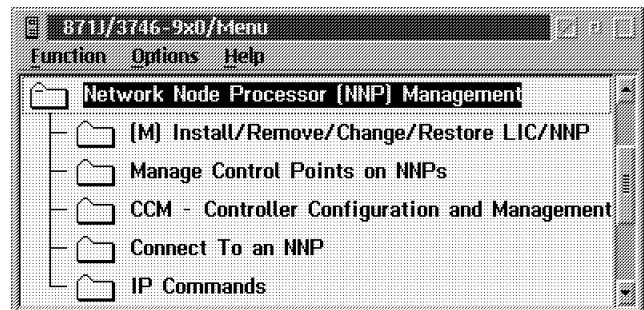 871J/3746-9x0/Menu
Function Options Help
Network Node Processor (NNP) Management
(M) Install/Remove/Change/Restore LIC/NNP
Manage Control Points on NNPs
CCM - Controller Configuration and Management
Connect To an NNP
IP Commands